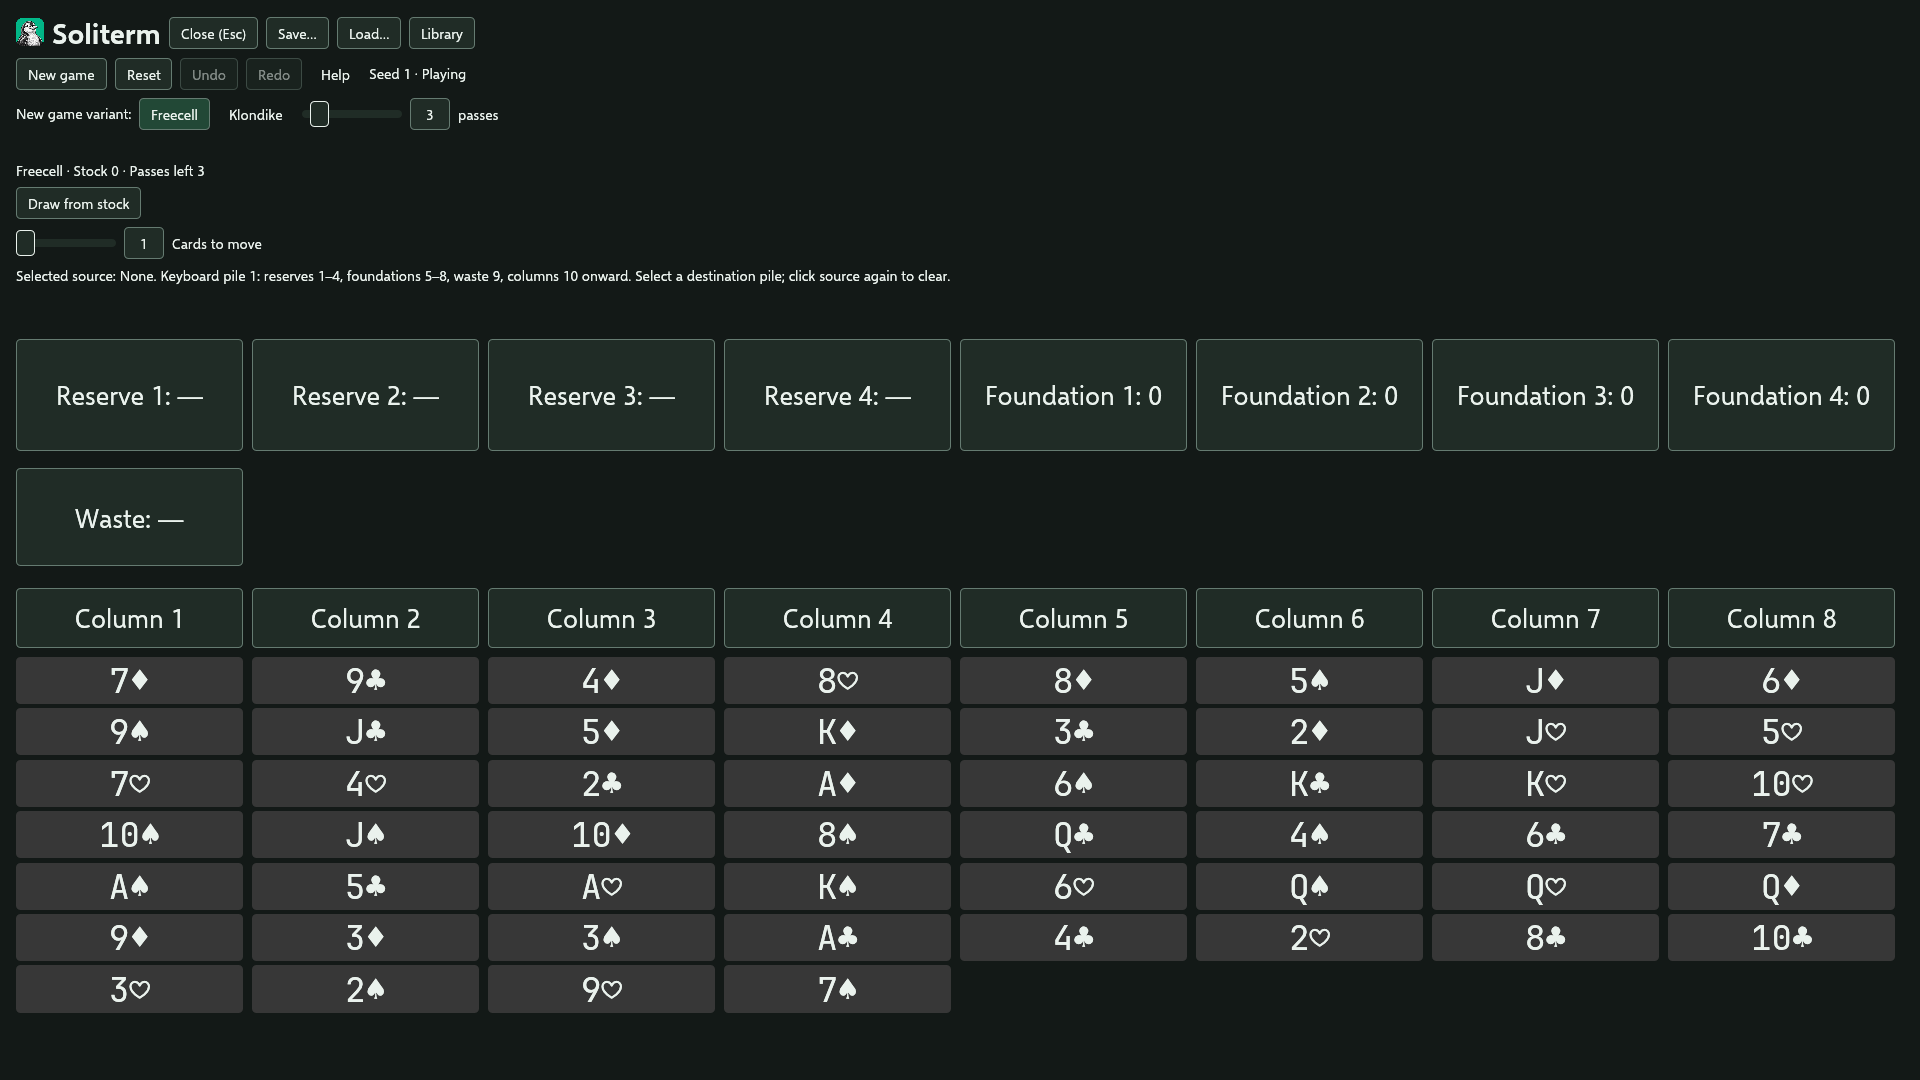 Soliterm Close (Esc) Save... Load... Library
New game Reset Undo Redo Help Seed 1 · Playing
New game variant: Freecell Klondike 3 passes
Freecell · Stock 0 · Passes left 3
Draw from stock
1 Cards to move
Selected source: None. Keyboard pile 1: reserves 1–4, foundations 5–8, waste 9, columns 10 onward. Select a destination pile; click source again to clear.
Reserve 1: — Reserve 2: — Reserve 3: — Reserve 4: — Foundation 1: 0 Foundation 2: 0 Foundation 3: 0 Foundation 4: 0
Waste: —
Column 1 Column 2 Column 3 Column 4 Column 5 Column 6 Column 7 Column 8
7♦ 9♣ 4♦ 8♡ 8♦ 5♠ J♦ 6♦
9♠ J♣ 5♦ K♦ 3♣ 2♦ J♡ 5♡
7♡ 4♡ 2♣ A♦ 6♠ K♣ K♡ 10♡
10♠ J♠ 10♦ 8♠ Q♣ 4♠ 6♣ 7♣
A♠ 5♣ A♡ K♠ 6♡ Q♠ Q♡ Q♦
9♦ 3♦ 3♠ A♣ 4♣ 2♡ 8♣ 10♣
3♡ 2♠ 9♡ 7♠